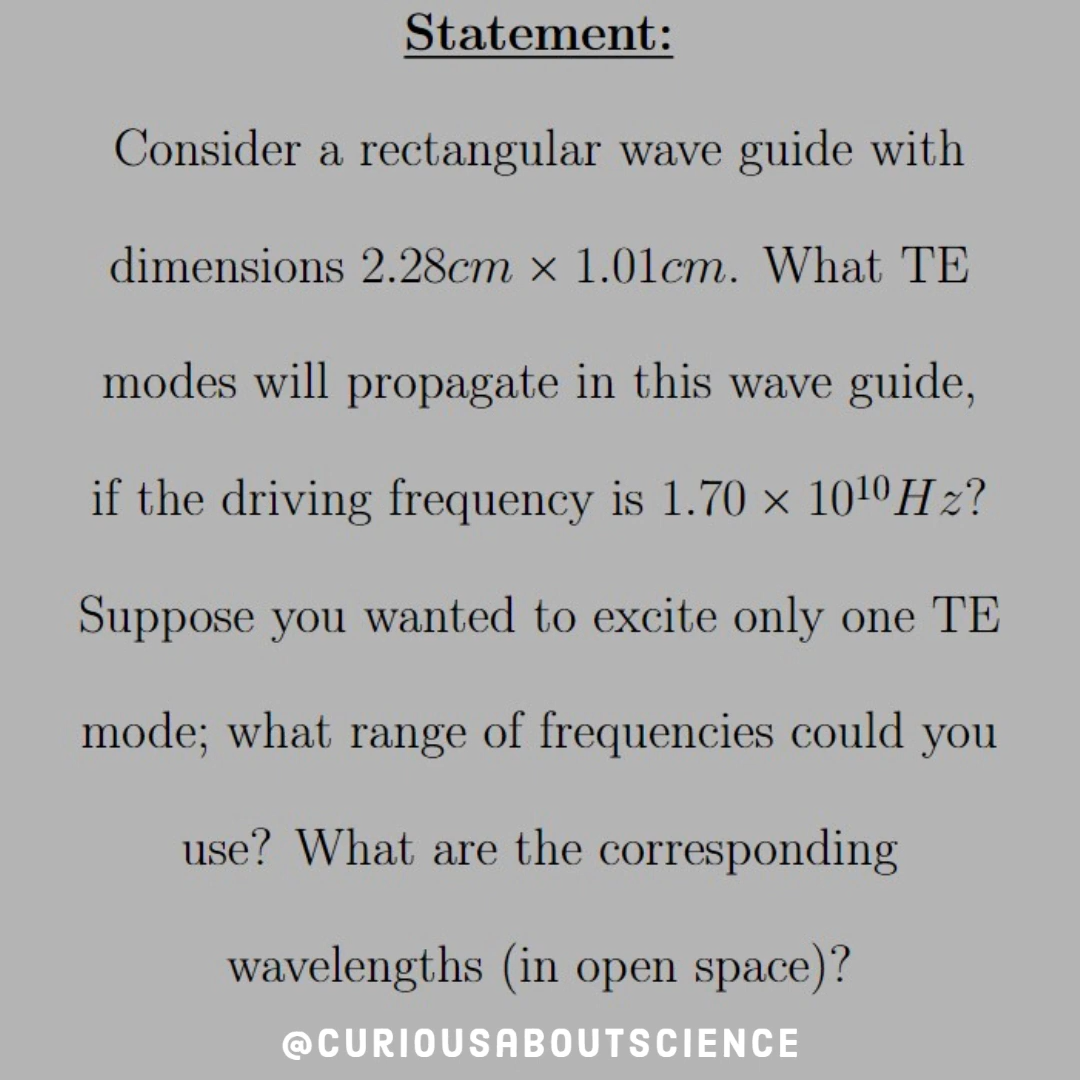 Statement:
Consider a rectangular wave guide with
dimensions 2.28cm × 1.01cm. What TE
modes will propagate in this wave guide,
if the driving frequency is 1.70 × 10¹⁰Hz?
Suppose you wanted to excite only one TE
mode; what range of frequencies could you
use? What are the corresponding
wavelengths (in open space)?
@CURIOUSABOUTSCIENCE